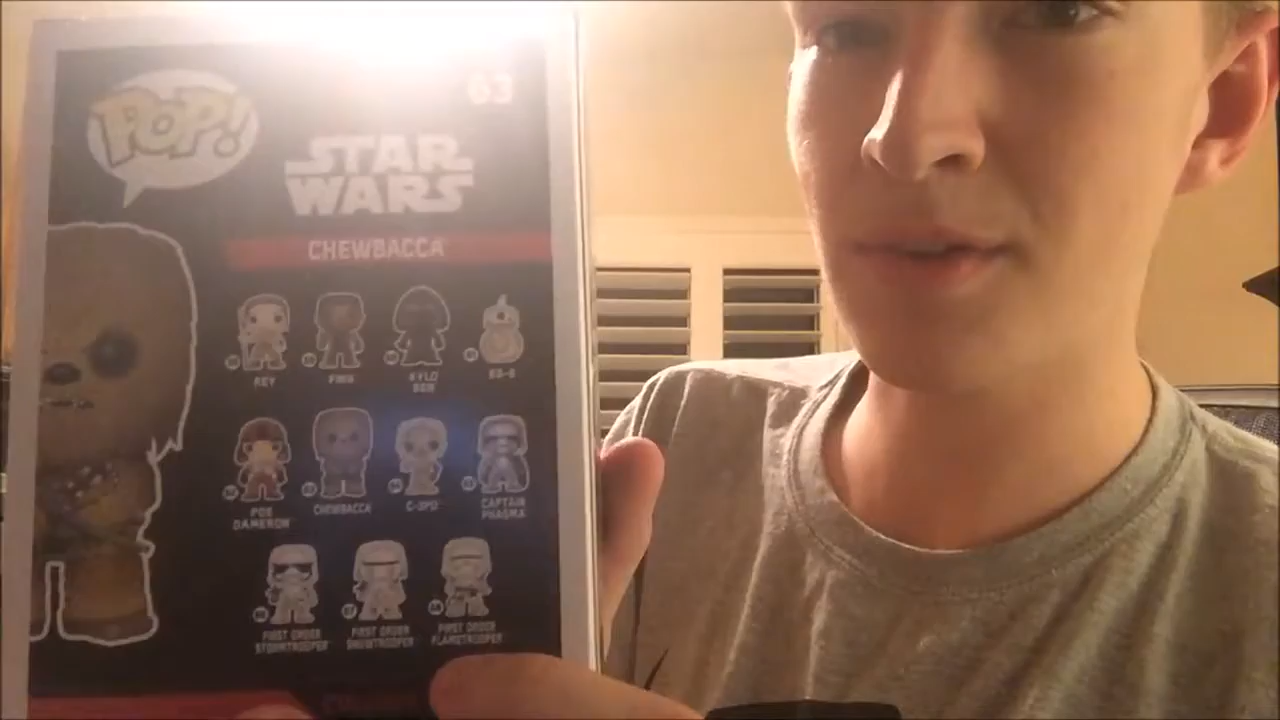 POP!
63
STAR
WARS
CHEWBACCA
REY
FINN
KYLO
REN
BB-8
POE
DAMERON
CHEWBACCA
C-3PO
CAPTAIN
PHASMA
FIRST ORDER
STORMTROOPER
FIRST ORDER
SNOWTROOPER
FIRST ORDER
FLAMETROOPER